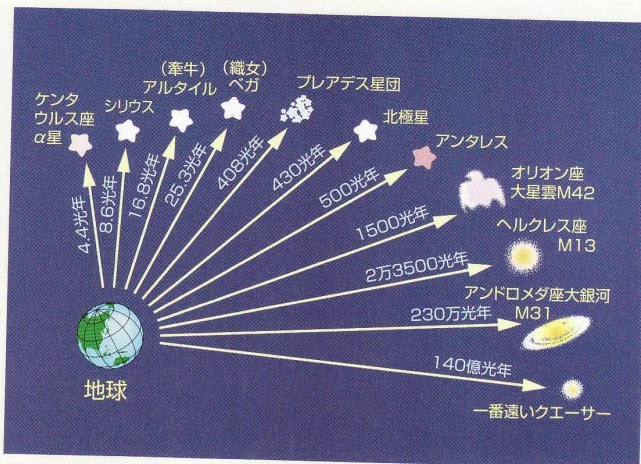 ケンタ
ウルス座
α星
シリウス
（牽牛）
アルタイル
（織女）
ベガ
プレアデス星団
北極星
アンタレス
オリオン座
大星雲M42
ヘルクレス座
M13
アンドロメダ座大銀河
M31
一番遠いクエーサー
4.4光年
8.6光年
16.8光年
25.3光年
408光年
430光年
500光年
1500光年
2万3500光年
230万光年
140億光年
地球